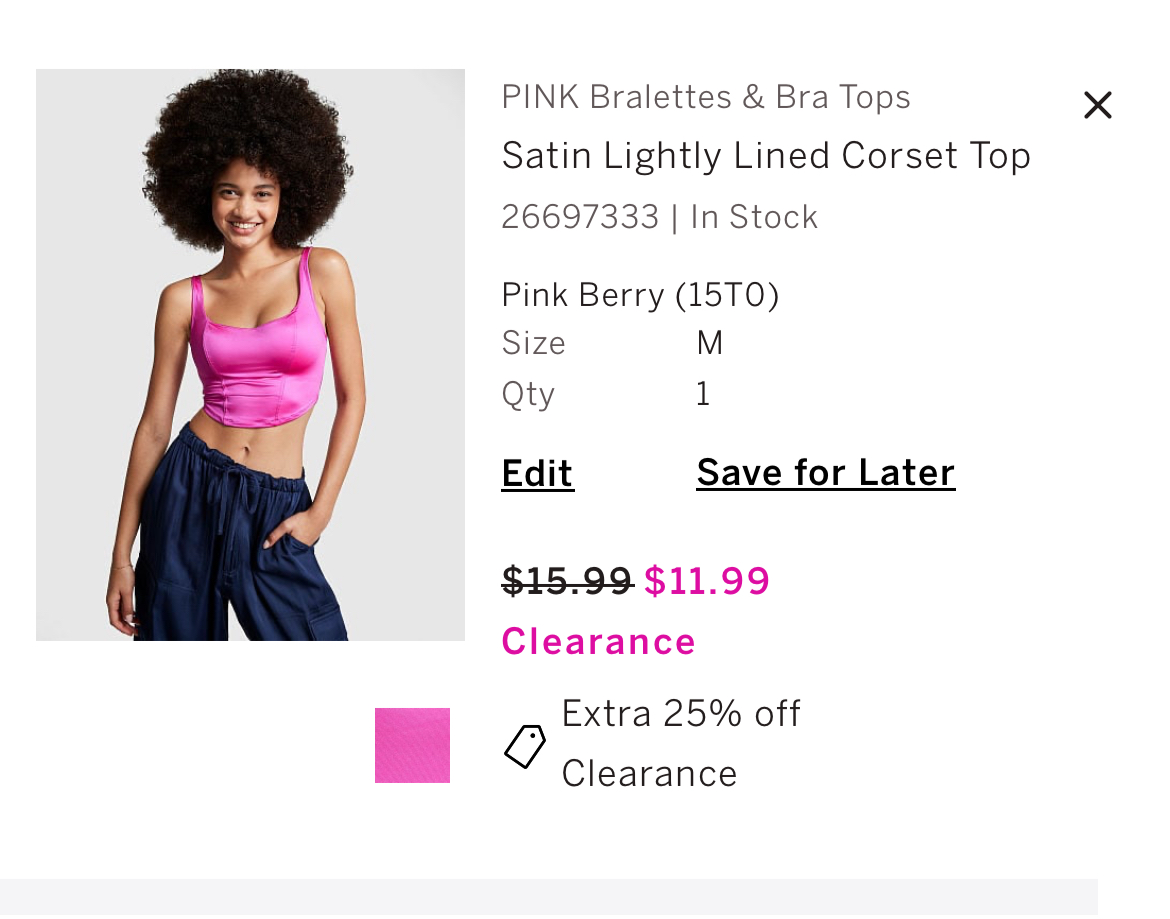 PINK Bralettes & Bra Tops
Satin Lightly Lined Corset Top
26697333 | In Stock
Pink Berry (15T0)
Size M
Qty 1
Edit Save for Later
$15.99 $11.99
Clearance
Extra 25% off
Clearance